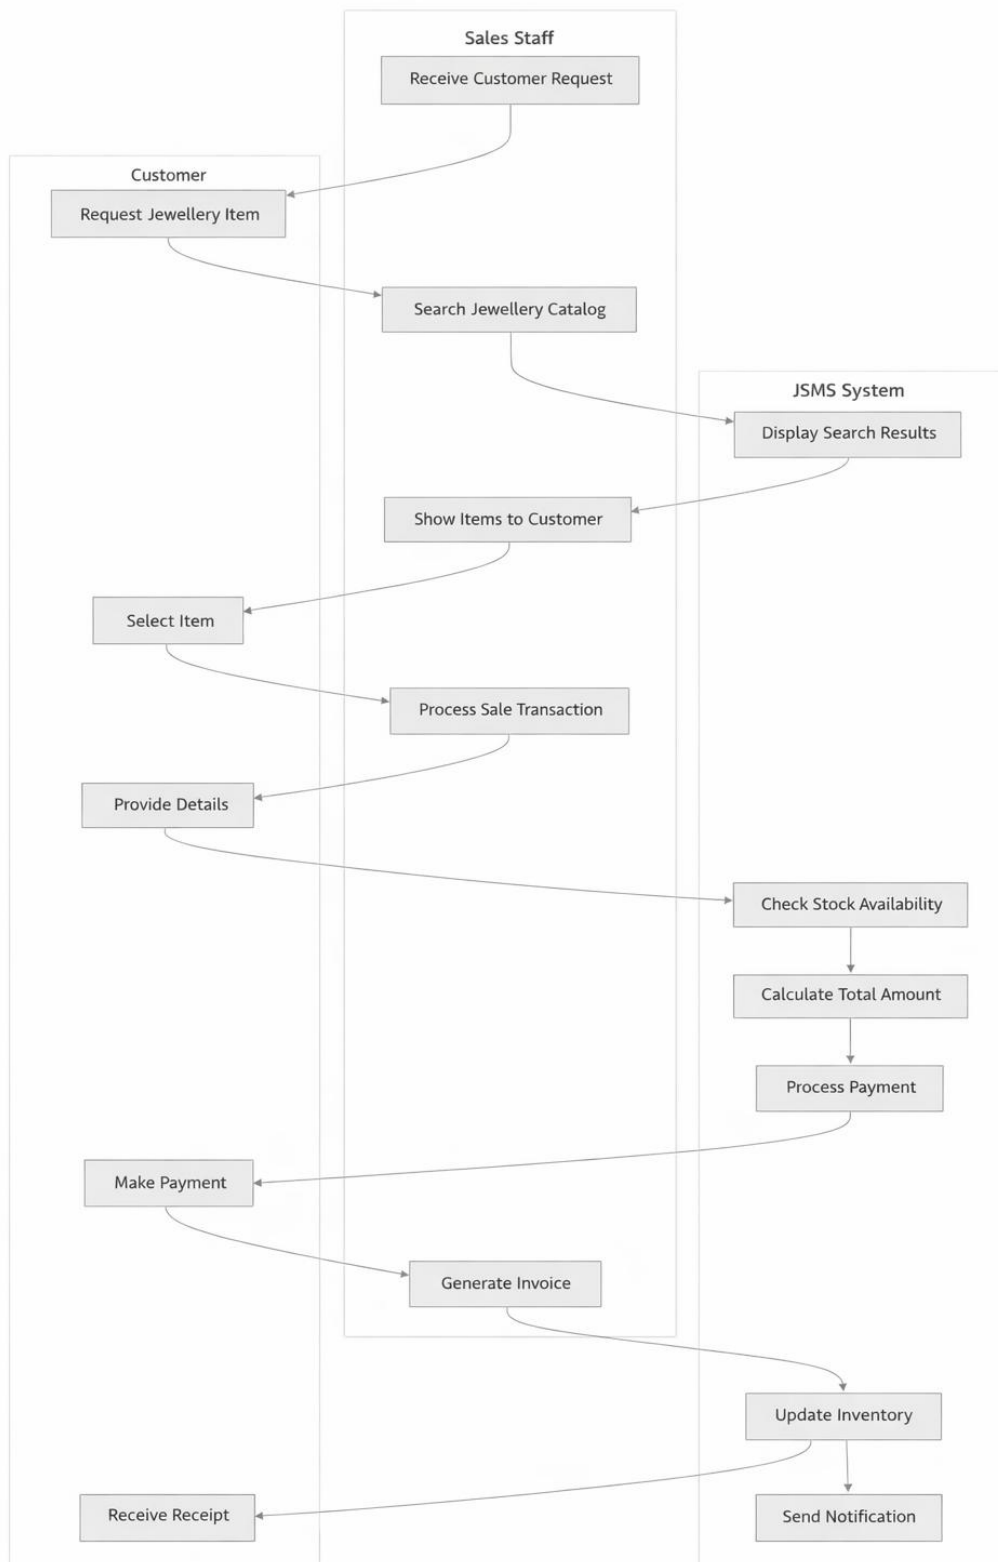 Sales Staff
Receive Customer Request
Customer
Request Jewellery Item
Search Jewellery Catalog
JSMS System
Display Search Results
Show Items to Customer
Select Item
Process Sale Transaction
Provide Details
Check Stock Availability
Calculate Total Amount
Process Payment
Make Payment
Generate Invoice
Update Inventory
Receive Receipt
Send Notification